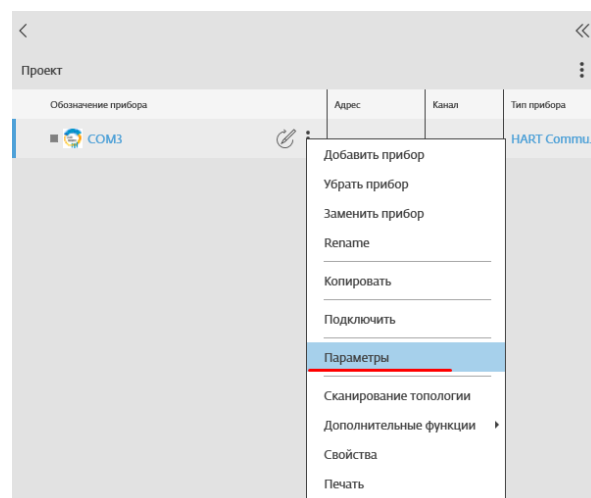 Проект
Обозначение прибора Адрес Канал Тип прибора
COM3 HART Commu.
Добавить прибор
Убрать прибор
Заменить прибор
Rename
Копировать
Подключить
Параметры
Сканирование топологии
Дополнительные функции
Свойства
Печать